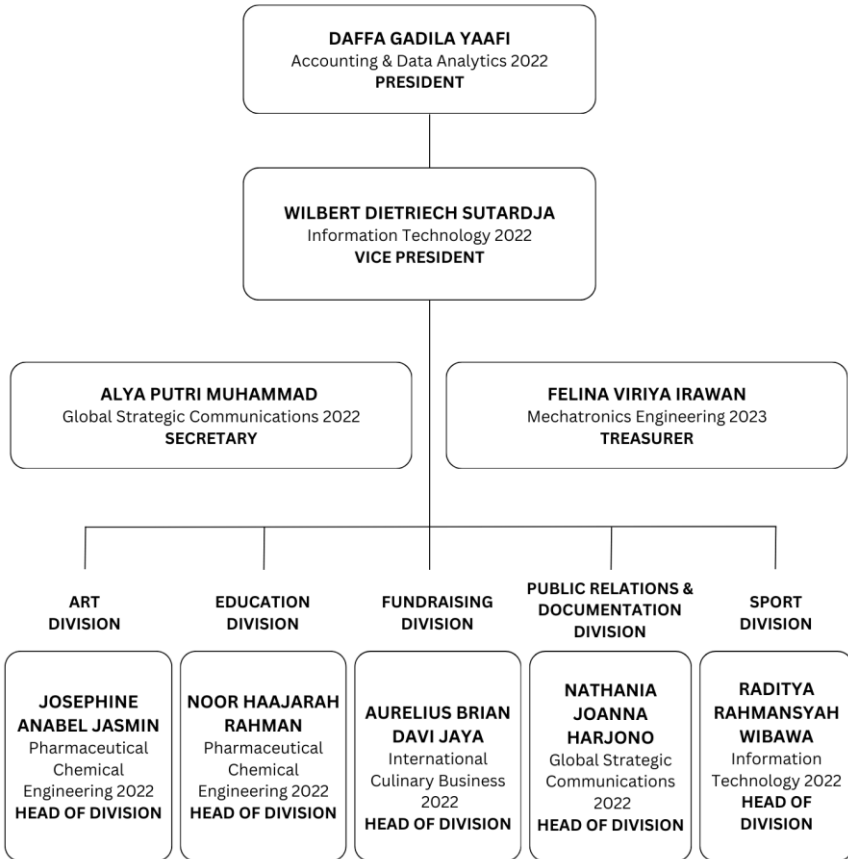 DAFFA GADILA YAAFI
Accounting & Data Analytics 2022
PRESIDENT
WILBERT DIETRIECH SUTARDJA
Information Technology 2022
VICE PRESIDENT
ALYA PUTRI MUHAMMAD
Global Strategic Communications 2022
SECRETARY
FELINA VIRIYA IRAWAN
Mechatronics Engineering 2023
TREASURER
ART
DIVISION
JOSEPHINE
ANABEL JASMIN
Pharmaceutical
Chemical
Engineering 2022
HEAD OF DIVISION
EDUCATION
DIVISION
NOOR HAAJARAH
RAHMAN
Pharmaceutical
Chemical
Engineering 2022
HEAD OF DIVISION
FUNDRAISING
DIVISION
AURELIUS BRIAN
DAVI JAYA
International
Culinary Business
2022
HEAD OF DIVISION
PUBLIC RELATIONS &
DOCUMENTATION
DIVISION
NATHANIA
JOANNA
HARJONO
Global Strategic
Communications
2022
HEAD OF DIVISION
SPORT
DIVISION
RADITYA
RAHMANSYAH
WIBAWA
Information
Technology 2022
HEAD OF
DIVISION